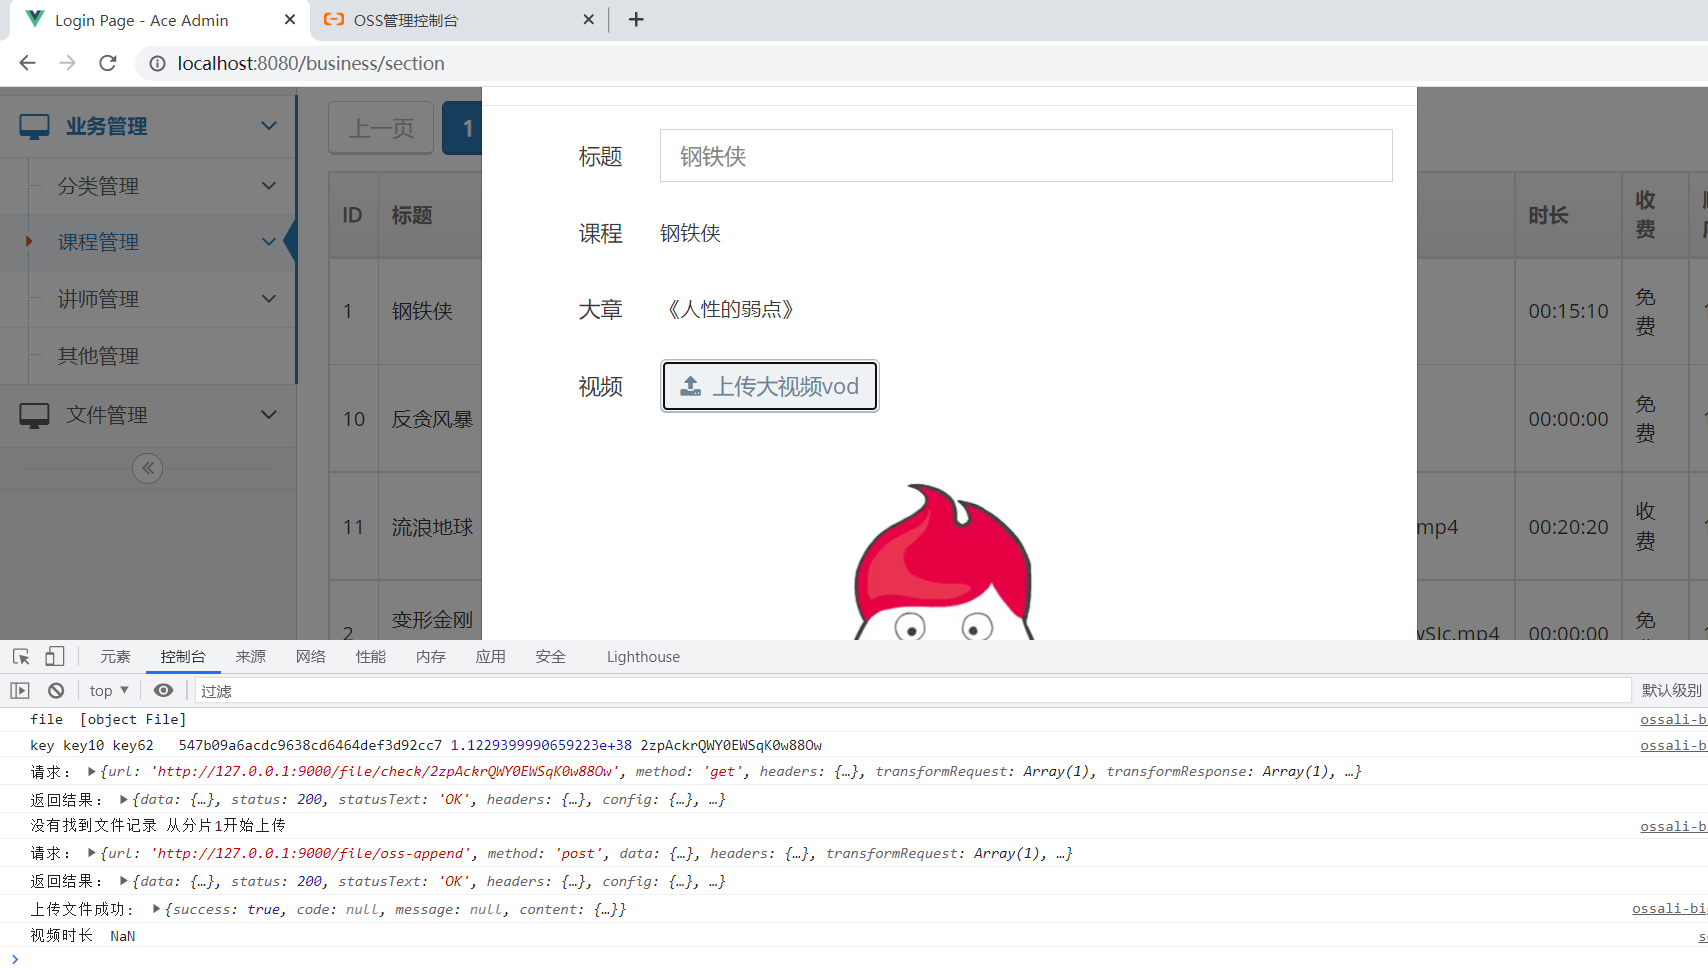 Login Page - Ace Admin
OSS管理控制台
localhost:8080/business/section
业务管理
分类管理
课程管理
讲师管理
其他管理
文件管理
上一页 1
ID 标题 时长 收费
1 钢铁侠 00:15:10 免费
10 反贪风暴 00:00:00 免费
11 流浪地球 mp4 00:20:20 收费
2 变形金刚 wSJc.mp4 00:00:00 免
标题 钢铁侠
课程 钢铁侠
大章 《人性的弱点》
视频 上传大视频vod
元素 控制台 来源 网络 性能 内存 应用 安全 Lighthouse
top 过滤 默认级别
file [object File] ossali-b
key key10 key62 547b09a6acdc9638cd6464def3d92cc7 1.1229399990659223e+38 2zpAckrQWY0EWSqK0w88Ow ossali-b
请求： {url: 'http://127.0.0.1:9000/file/check/2zpAckrQWY0EWSqK0w88Ow', method: 'get', headers: {…}, transformRequest: Array(1), transformResponse: Array(1), …}
返回结果： {data: {…}, status: 200, statusText: 'OK', headers: {…}, config: {…}, …}
没有找到文件记录 从分片1开始上传 ossali-b
请求： {url: 'http://127.0.0.1:9000/file/oss-append', method: 'post', data: {…}, headers: {…}, transformRequest: Array(1), …}
返回结果： {data: {…}, status: 200, statusText: 'OK', headers: {…}, config: {…}, …}
上传文件成功： {success: true, code: null, message: null, content: {…}} ossali-bi
视频时长 NaN s